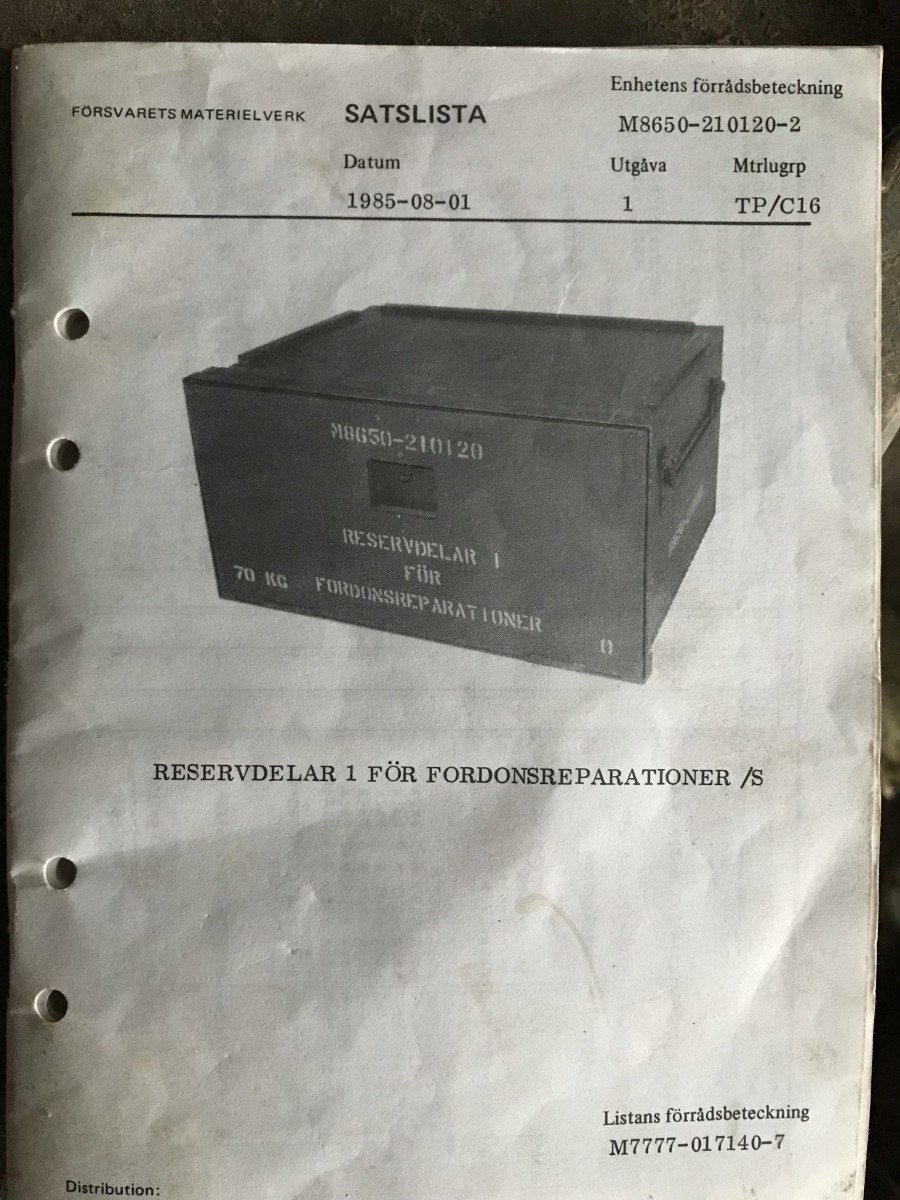 FÖRSVARETS MATERIELVERK
SATSLISTA
Enhetens förrådsbeteckning
M8650-210120-2
Datum
Utgåva
Mtrlugrp
1985-08-01
1
TP/C16
M8650-210120
RESERVDELAR 1
FÖR
70 KG FORDONSREPARATIONER
0
RESERVDELAR 1 FÖR FORDONSREPARATIONER /S
Listans förrådsbeteckning
M7777-017140-7
Distribution: